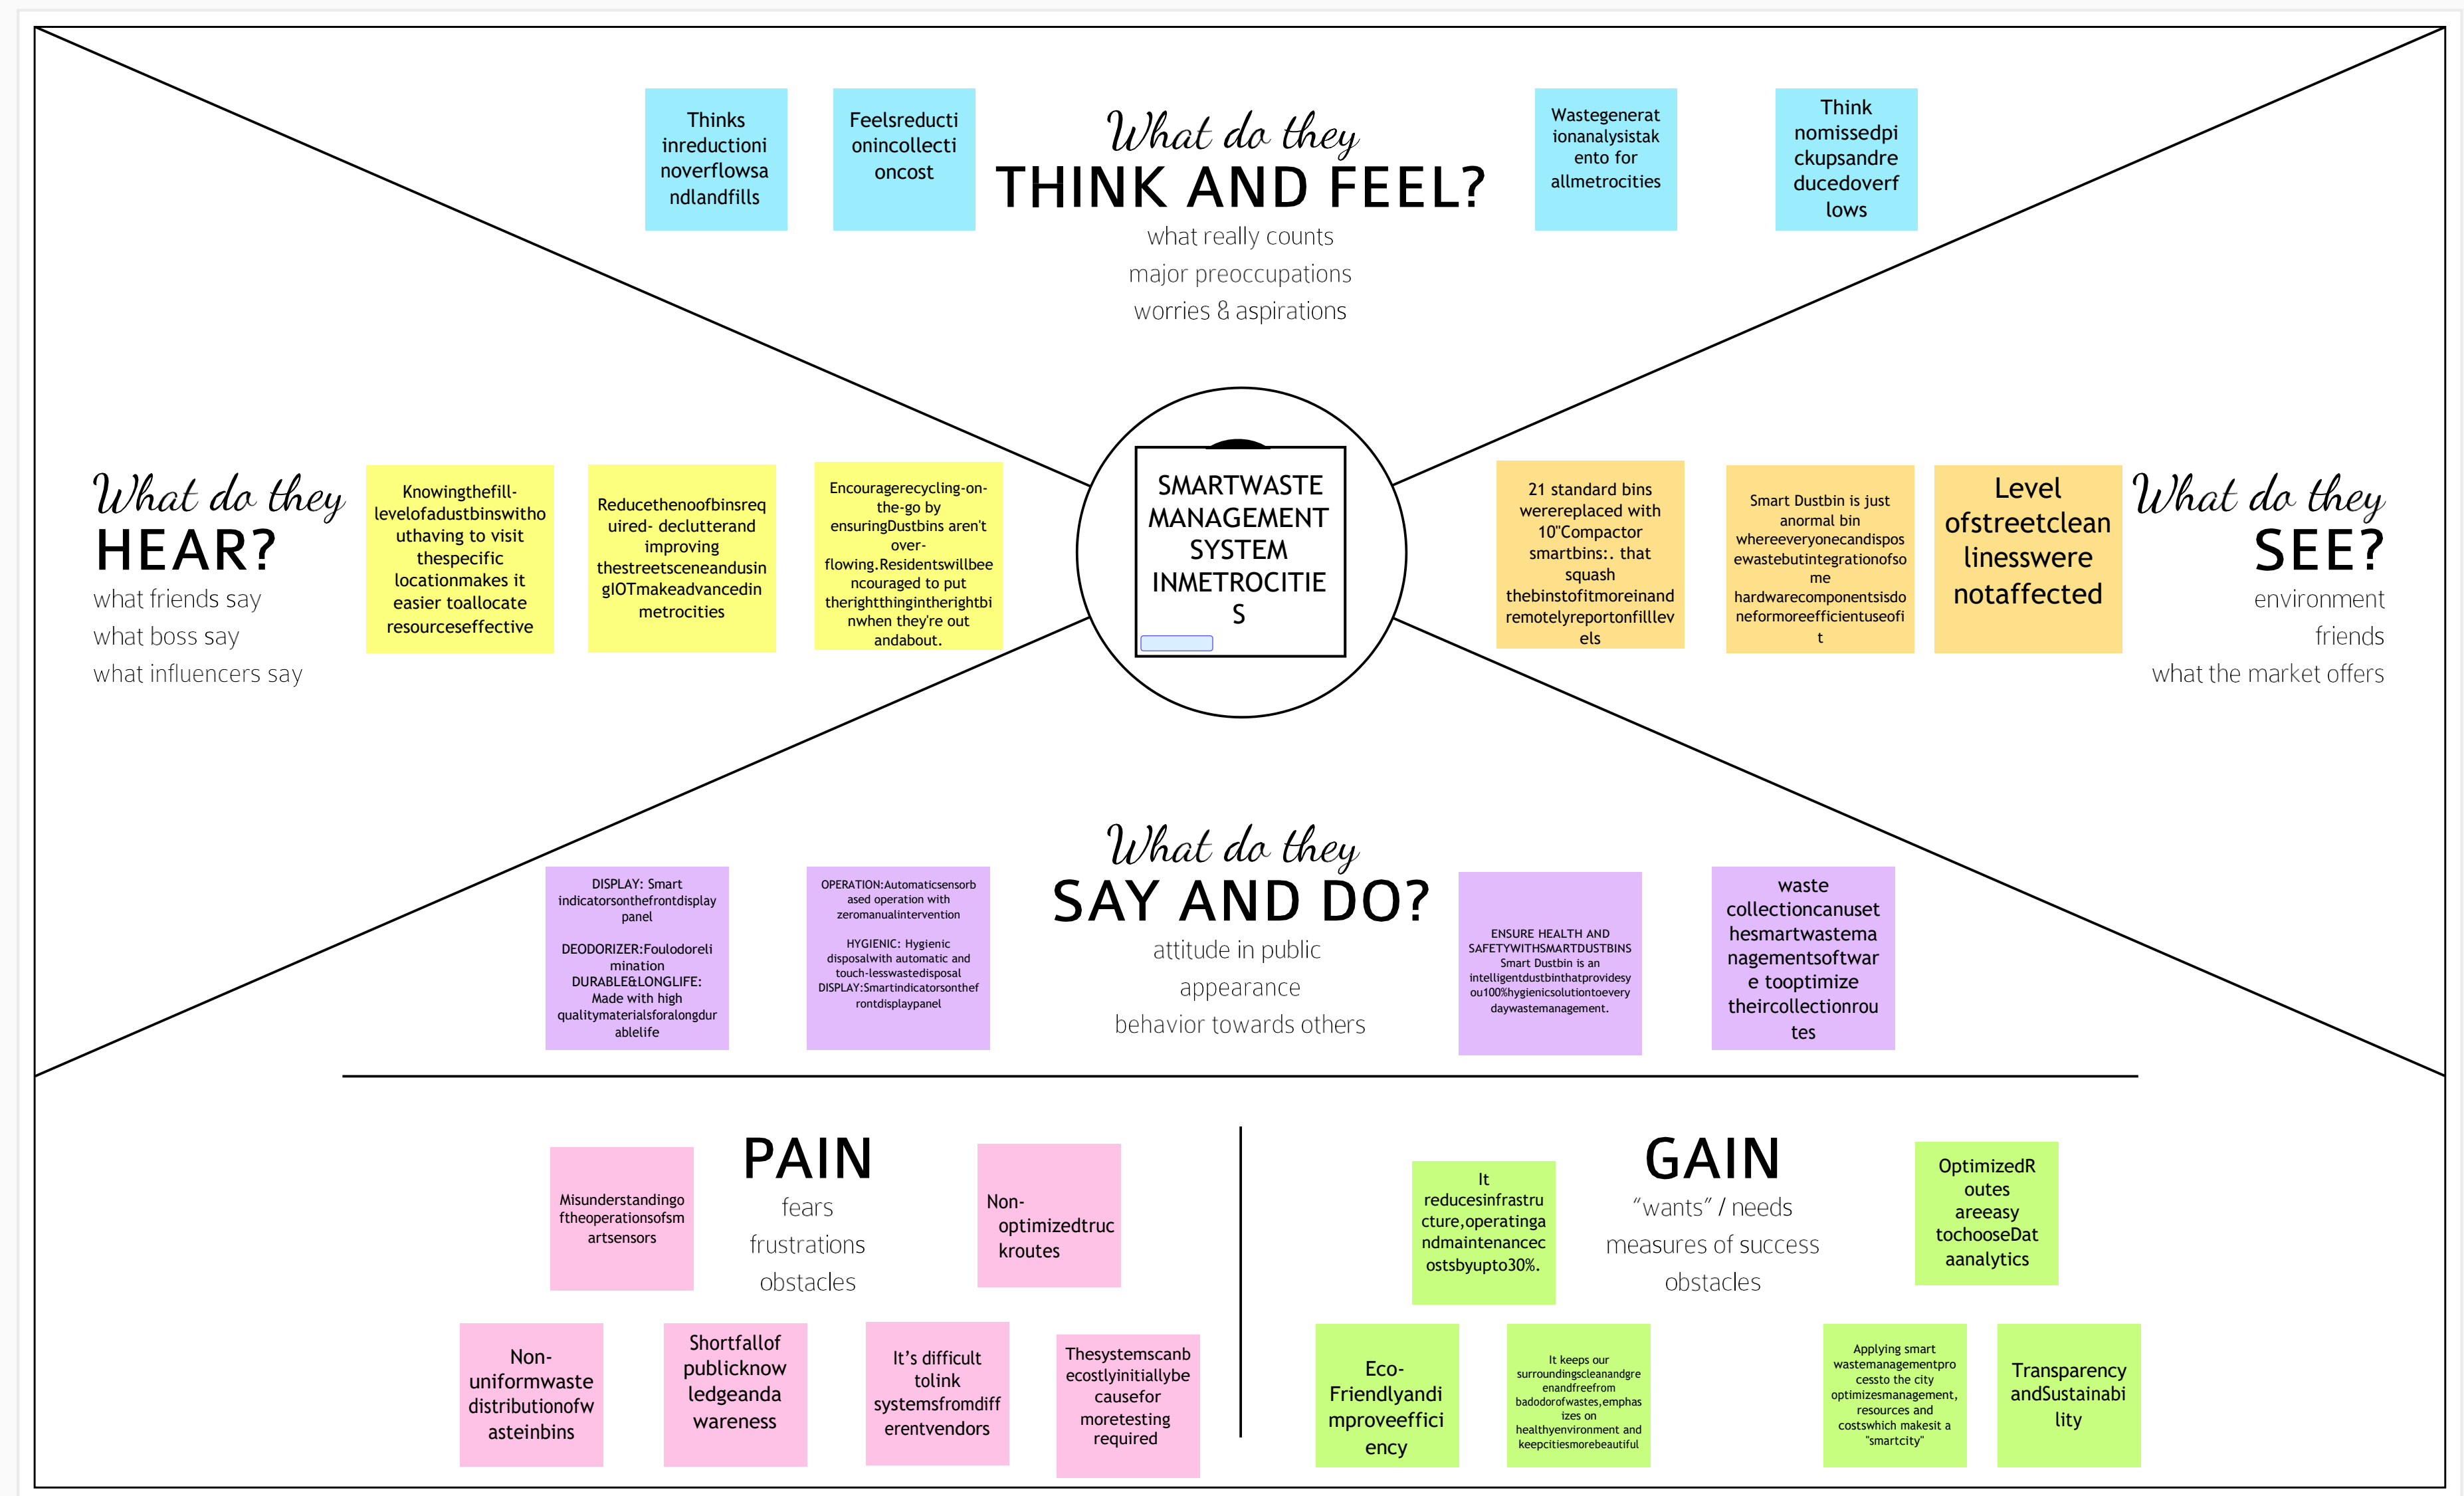 Thinks
inreductioni
noverflowsa
ndlandfills
Feelsreducti
onincollecti
oncost
What do they
THINK AND FEEL?
what really counts
major preoccupations
worries & aspirations
Wastegenerat
ionanalysistak
ento for
allmetrocities
Think
nomissedpi
ckupsandre
ducedoverf
lows
What do they
HEAR?
what friends say
what boss say
what influencers say
Knowingthefill-
levelofadustbinswitho
uthaving to visit
thespecific
locationmakes it
easier toallocate
resourceseffective
Reducethenoofbinsreq
uired- declutterand
improving
thestreetsceneandusin
gIOTmakeadvancedin
metrocities
Encouragerecycling-on-
the-go by
ensuringDustbins aren't
over-
flowing.Residentswillbee
ncouraged to put
therightthingintherightbi
nwhen they're out
andabout.
SMARTWASTE
MANAGEMENT
SYSTEM
INMETROCITIE
S
21 standard bins
werereplaced with
10"Compactor
smartbins:. that
squash
thebinstofitmoreinand
remotelyreportonfilllev
els
Smart Dustbin is just
anormal bin
whereeveryonecandispos
ewastebutintegrationofso
me
hardwarecomponentsisdo
neformoreefficientuseofi
t
Level
ofstreetclean
linesswere
notaffected
What do they
SEE?
environment
friends
what the market offers
DISPLAY: Smart
indicatorsonthefrontdisplay
panel
DEODORIZER:Foulodoreli
mination
DURABLE&LONGLIFE:
Made with high
qualitymaterialsforalongdur
ablelife
OPERATION:Automaticsensorb
ased operation with
zeromanualintervention
HYGIENIC: Hygienic
disposalwith automatic and
touch-lesswastedisposal
DISPLAY:Smartindicatorsonthef
rontdisplaypanel
What do they
SAY AND DO?
attitude in public
appearance
behavior towards others
ENSURE HEALTH AND
SAFETYWITHSMARTDUSTBINS
Smart Dustbin is an
intelligentdustbinthatprovidesy
ou100%hygienicsolutiontoevery
daywastemanagement.
waste
collectioncanuset
hesmartwastema
nagementsoftwar
e tooptimize
theircollectionrou
tes
PAIN
fears
frustrations
obstacles
Misunderstandingo
ftheoperationsofsm
artsensors
Non-
optimizedtruc
kroutes
Non-
uniformwaste
distributionofw
asteinbins
Shortfallof
publicknow
ledgeanda
wareness
It's difficult
tolink
systemsfromdiff
erentvendors
Thesystemscanb
ecostlyinitiallybe
causefor
moretesting
required
GAIN
“wants” / needs
measures of success
obstacles
It
reducesinfrastru
cture,operatinga
ndmaintenancec
ostsbyupto30%.
OptimizedR
outes
areeasy
tochooseDat
aanalytics
Eco-
Friendlyandi
mproveeffici
ency
It keeps our
surroundingscleanandgre
enandfreefrom
badodorofwastes,emphas
izes on
healthyenvironment and
keepcitiesmorebeautiful
Applying smart
wastemanagementpro
cessto the city
optimizesmanagement,
resources and
costswhich makesit a
"smartcity"
Transparency
andSustainabi
lity